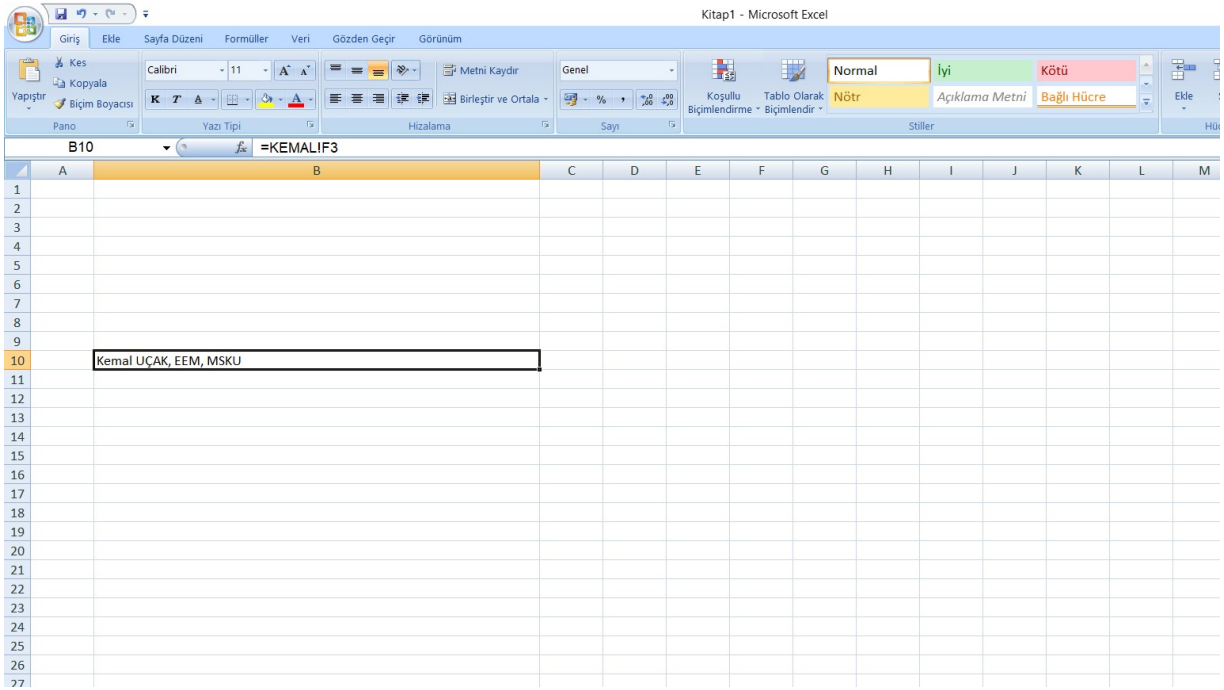 Kitap1 - Microsoft Excel
Giriş Ekle Sayfa Düzeni Formüller Veri Gözden Geçir Görünüm
Yapıştır
Kes
Kopyala
Biçim Boyacısı
Pano
Calibri 11 A A
K T A A
Yazı Tipi
Metni Kaydır
Birleştir ve Ortala
Hizalama
Genel
% , ,00
Sayı
Koşullu
Biçimlendirme
Tablo Olarak
Biçimlendir
Normal İyi Kötü
Nötr Açıklama Metni Bağlı Hücre
Stiller
Ekle
Hüc
B10 fx =KEMAL!F3
A B C D E F G H I J K L M
1
2
3
4
5
6
7
8
9
10 Kemal UÇAK, EEM, MSKU
11
12
13
14
15
16
17
18
19
20
21
22
23
24
25
26
27